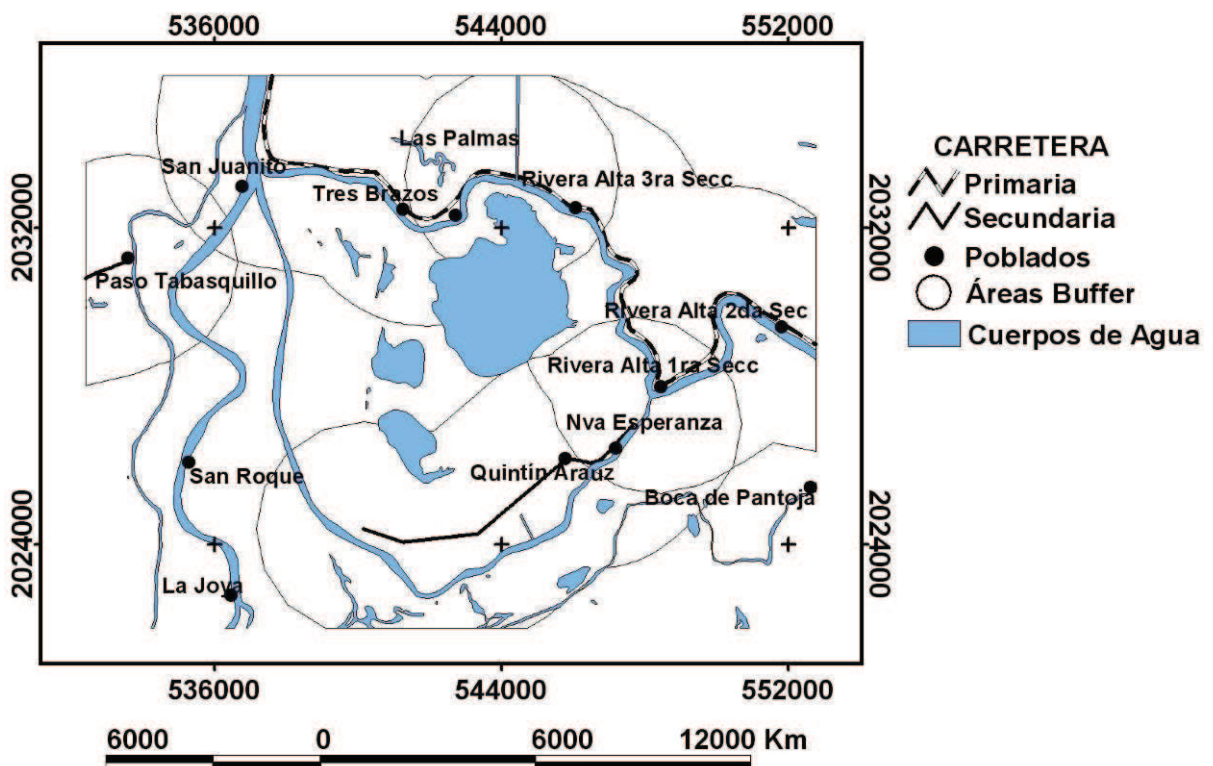 536000 544000 552000
Las Palmas
San Juanito
Tres Brazos
Rivera Alta 3ra Secc
2032000
2032000
Paso Tabasquillo
Rivera Alta 2da Sec
Rivera Alta 1ra Secc
Nva Esperanza
Quintín Arauz
San Roque
Boca de Pantoja
2024000
2024000
La Joya
536000 544000 552000
6000 0 6000 12000 Km
CARRETERA
Primaria
Secundaria
Poblados
Áreas Buffer
Cuerpos de Agua